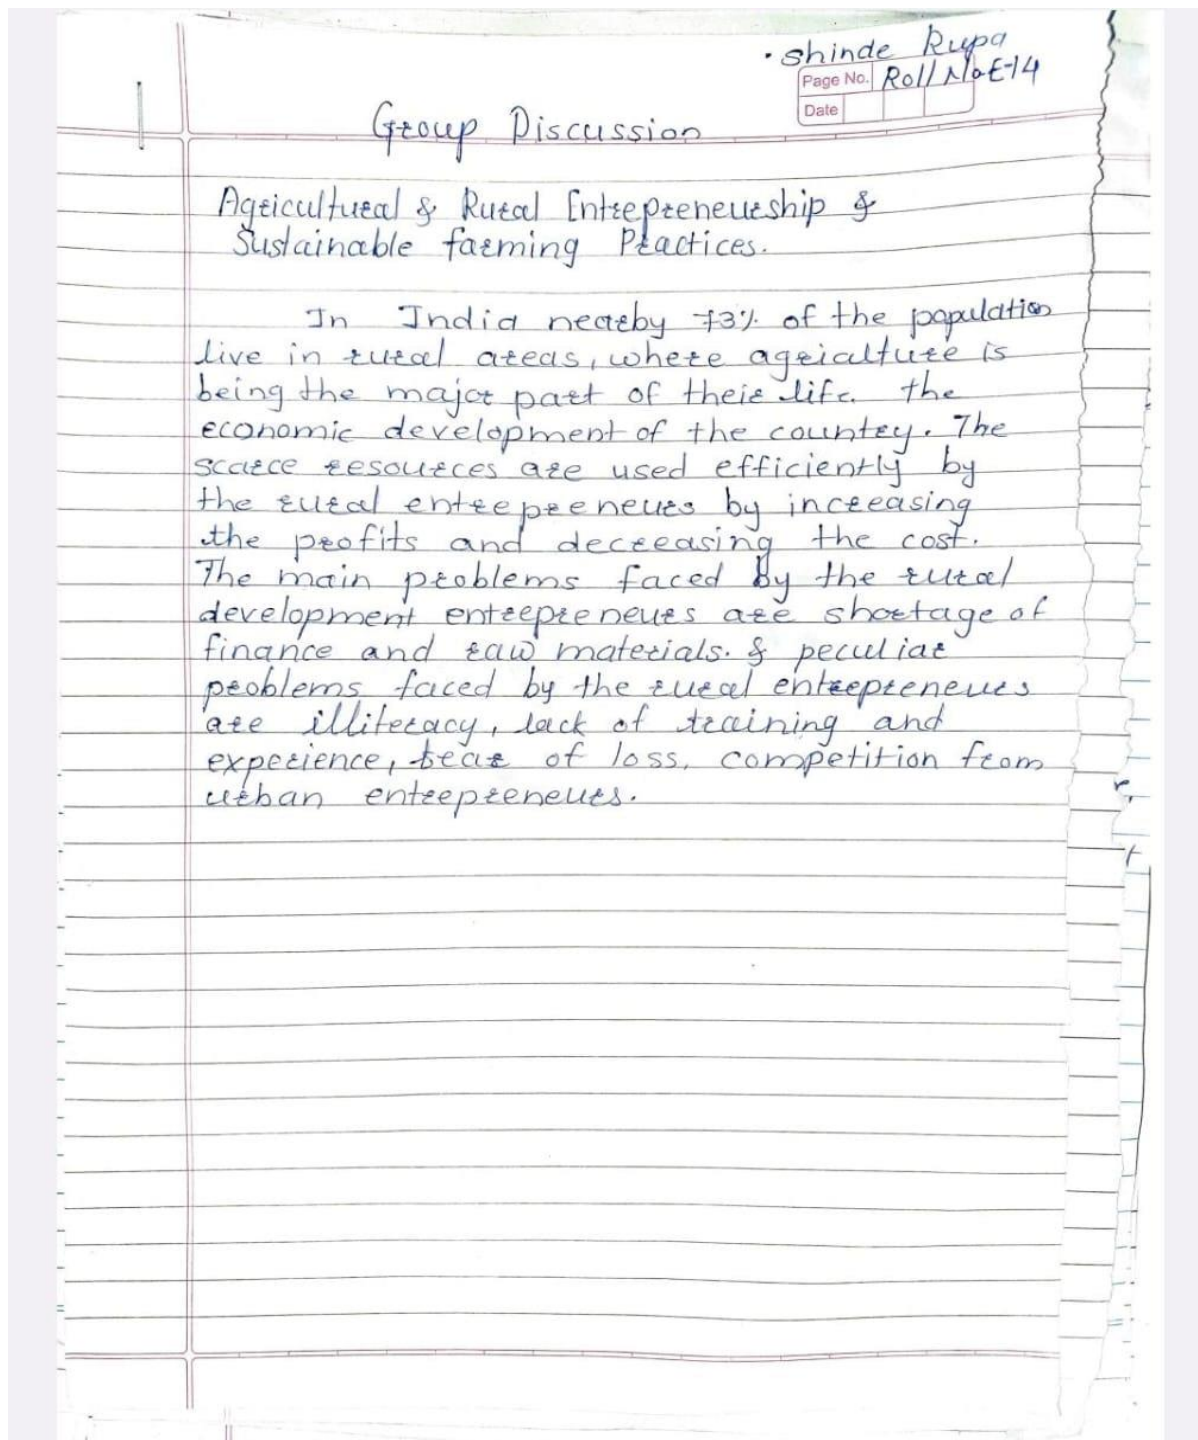 • Shinde Rupa
Page No. Roll No E-14
Date
Group Discussion
Agricultural & Rural Entrepreneurship &
Sustainable farming Practices.
In India nearby 73% of the population
live in rural areas, where agricalture is
being the major part of their life. the
economic development of the country. The
scarce resources are used efficiently by
the rural entrepreneurs by increasing
the profits and decreasing the cost.
The main problems faced by the rural
development entrepreneurs are shortage of
finance and raw materials. & peculiar
problems faced by the rural entrepreneurs
are illiteracy, lack of training and
experience, fear of loss, competition from
urban entrepreneurs.